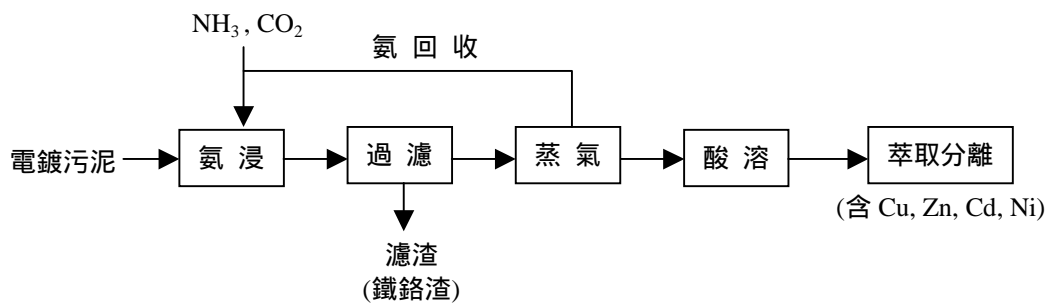 NH3 , CO2
氨 回 收
電鍍污泥
氨 浸
過 濾
蒸 氣
酸 溶
萃取分離
(含 Cu, Zn, Cd, Ni)
濾渣
(鐵鉻渣)